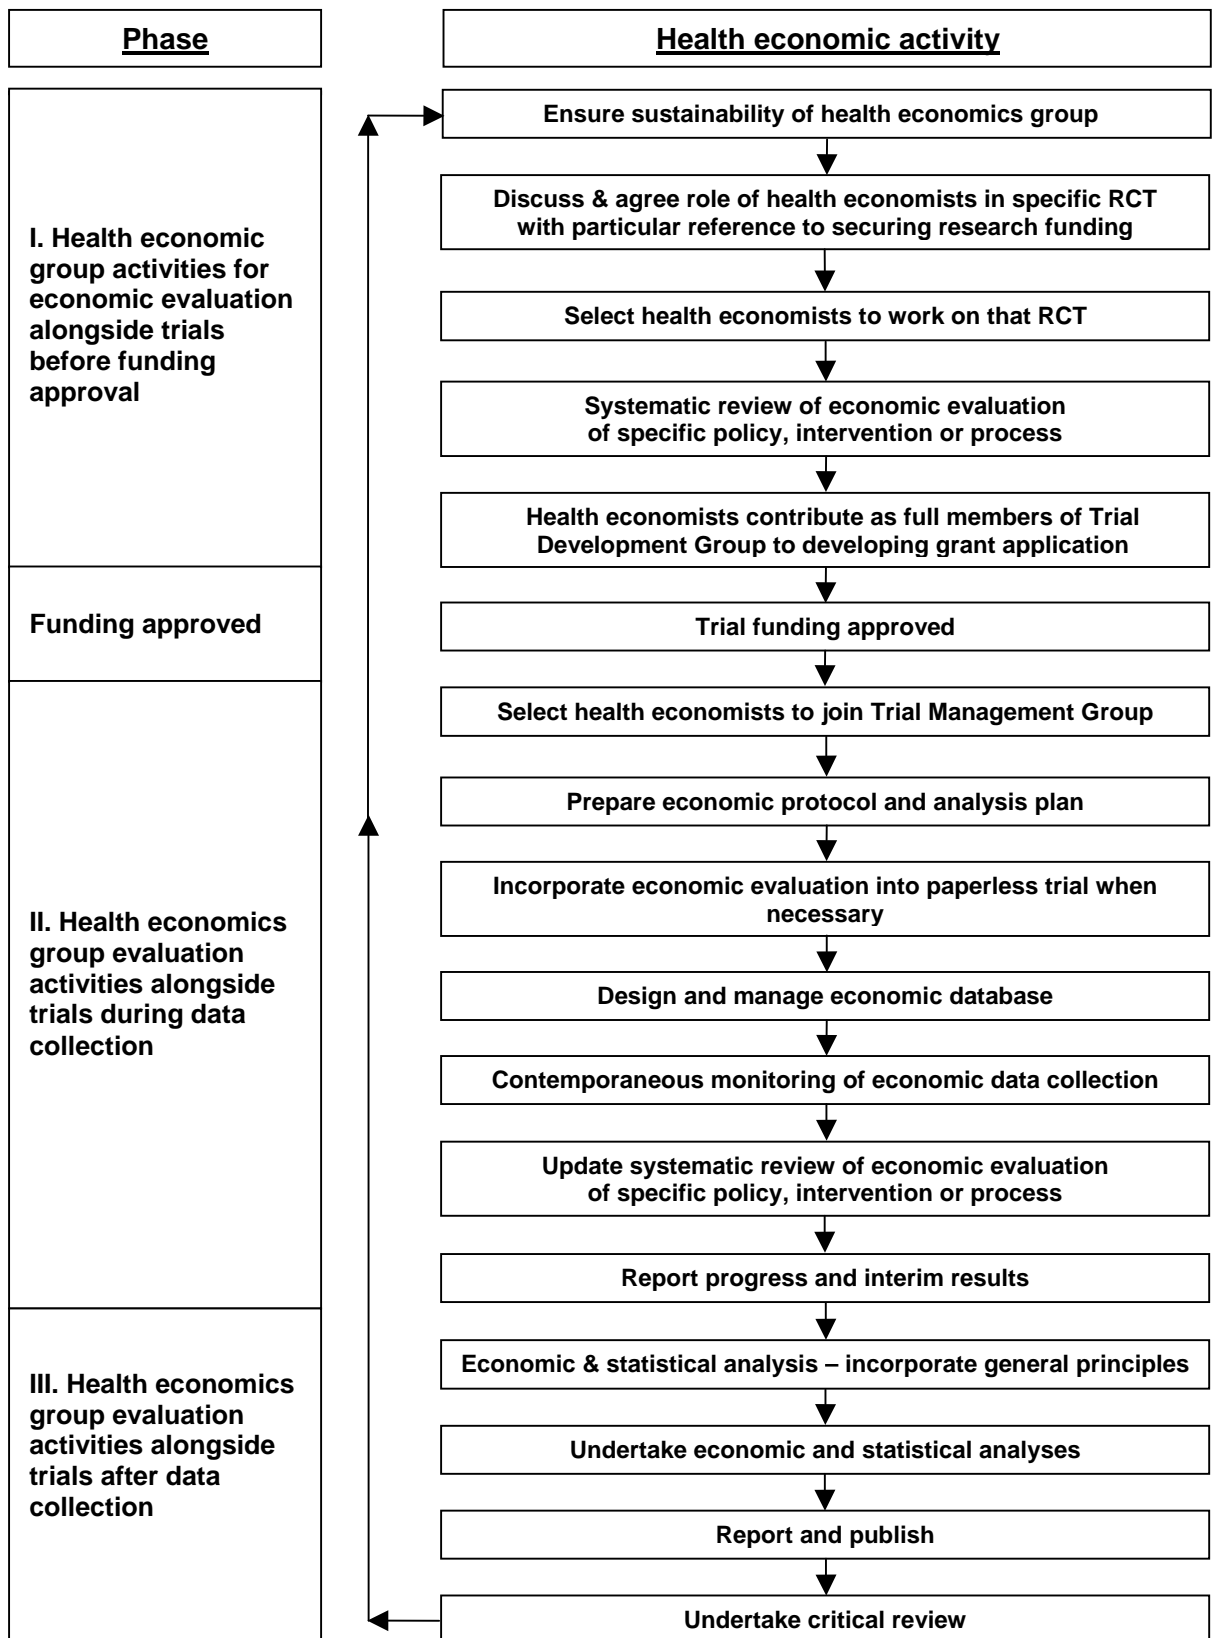 Phase
Health economic activity
I. Health economic
group activities for
economic evaluation
alongside trials
before funding
approval
Ensure sustainability of health economics group
Discuss & agree role of health economists in specific RCT
with particular reference to securing research funding
Select health economists to work on that RCT
Systematic review of economic evaluation
of specific policy, intervention or process
Health economists contribute as full members of Trial
Development Group to developing grant application
Funding approved
Trial funding approved
II. Health economics
group evaluation
activities alongside
trials during data
collection
Select health economists to join Trial Management Group
Prepare economic protocol and analysis plan
Incorporate economic evaluation into paperless trial when
necessary
Design and manage economic database
Contemporaneous monitoring of economic data collection
Update systematic review of economic evaluation
of specific policy, intervention or process
Report progress and interim results
III. Health economics
group evaluation
activities alongside
trials after data
collection
Economic & statistical analysis – incorporate general principles
Undertake economic and statistical analyses
Report and publish
Undertake critical review